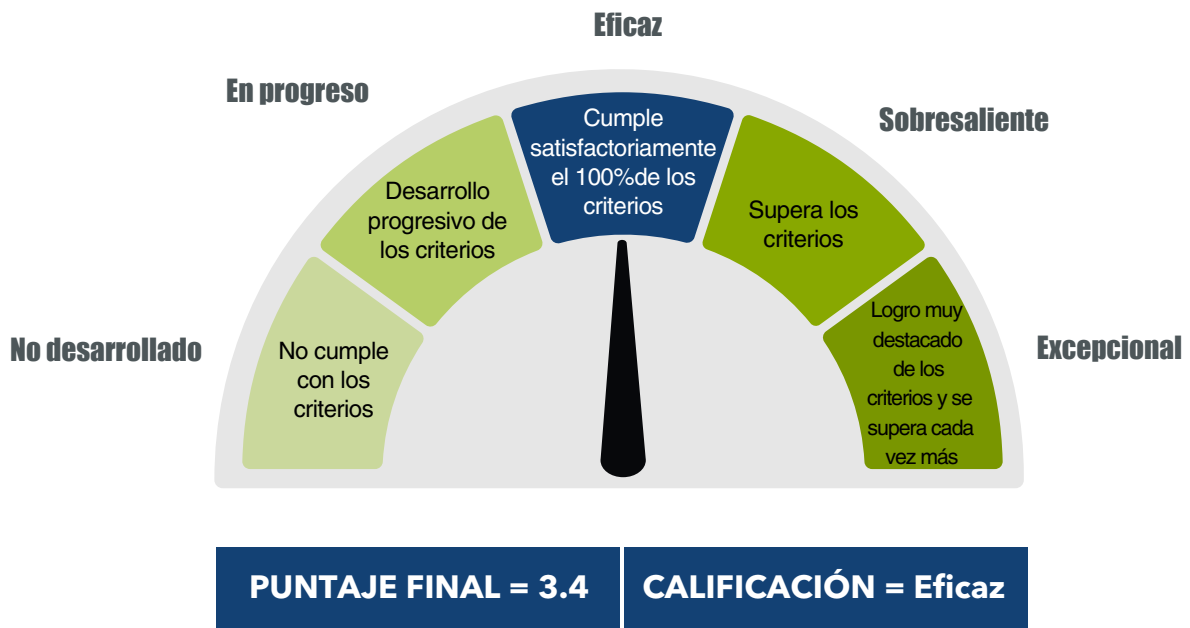 Eficaz
En progreso
Sobresaliente
No desarrollado
Excepcional
No cumple
con los
criterios
Desarrollo
progresivo de
los criterios
Cumple
satisfactoriamente
el 100%de los
criterios
Supera los
criterios
Logro muy
destacado
de los
criterios y se
supera cada
vez más
PUNTAJE FINAL = 3.4
CALIFICACIÓN = Eficaz